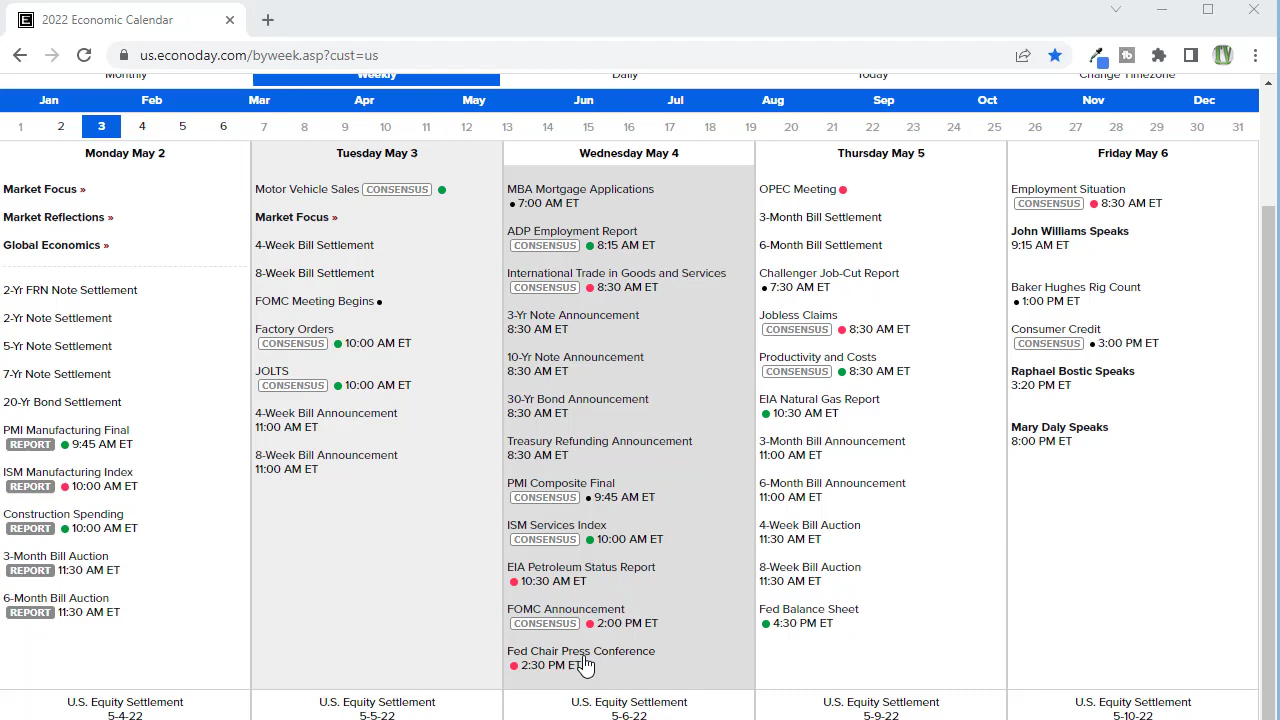 2022 Economic Calendar
us.econoday.com/byweek.asp?cust=us
Monthly Weekly Daily Today Change Timezone
Jan Feb Mar Apr May Jun Jul Aug Sep Oct Nov Dec
1 2 3 4 5 6 7 8 9 10 11 12 13 14 15 16 17 18 19 20 21 22 23 24 25 26 27 28 29 30 31
Monday May 2
Market Focus »
Market Reflections »
Global Economics »
2-Yr FRN Note Settlement
2-Yr Note Settlement
5-Yr Note Settlement
7-Yr Note Settlement
20-Yr Bond Settlement
PMI Manufacturing Final
REPORT 9:45 AM ET
ISM Manufacturing Index
REPORT 10:00 AM ET
Construction Spending
REPORT 10:00 AM ET
3-Month Bill Auction
REPORT 11:30 AM ET
6-Month Bill Auction
REPORT 11:30 AM ET
U.S. Equity Settlement
5-4-22
Tuesday May 3
Motor Vehicle Sales CONSENSUS
Market Focus »
4-Week Bill Settlement
8-Week Bill Settlement
FOMC Meeting Begins
Factory Orders
CONSENSUS 10:00 AM ET
JOLTS
CONSENSUS 10:00 AM ET
4-Week Bill Announcement
11:00 AM ET
8-Week Bill Announcement
11:00 AM ET
U.S. Equity Settlement
5-5-22
Wednesday May 4
MBA Mortgage Applications
7:00 AM ET
ADP Employment Report
CONSENSUS 8:15 AM ET
International Trade in Goods and Services
CONSENSUS 8:30 AM ET
3-Yr Note Announcement
8:30 AM ET
10-Yr Note Announcement
8:30 AM ET
30-Yr Bond Announcement
8:30 AM ET
Treasury Refunding Announcement
8:30 AM ET
PMI Composite Final
CONSENSUS 9:45 AM ET
ISM Services Index
CONSENSUS 10:00 AM ET
EIA Petroleum Status Report
10:30 AM ET
FOMC Announcement
CONSENSUS 2:00 PM ET
Fed Chair Press Conference
2:30 PM ET
U.S. Equity Settlement
5-6-22
Thursday May 5
OPEC Meeting
3-Month Bill Settlement
6-Month Bill Settlement
Challenger Job-Cut Report
7:30 AM ET
Jobless Claims
CONSENSUS 8:30 AM ET
Productivity and Costs
CONSENSUS 8:30 AM ET
EIA Natural Gas Report
10:30 AM ET
3-Month Bill Announcement
11:00 AM ET
6-Month Bill Announcement
11:00 AM ET
4-Week Bill Auction
11:30 AM ET
8-Week Bill Auction
11:30 AM ET
Fed Balance Sheet
4:30 PM ET
U.S. Equity Settlement
5-9-22
Friday May 6
Employment Situation
CONSENSUS 8:30 AM ET
John Williams Speaks
9:15 AM ET
Baker Hughes Rig Count
1:00 PM ET
Consumer Credit
CONSENSUS 3:00 PM ET
Raphael Bostic Speaks
3:20 PM ET
Mary Daly Speaks
8:00 PM ET
U.S. Equity Settlement
5-10-22